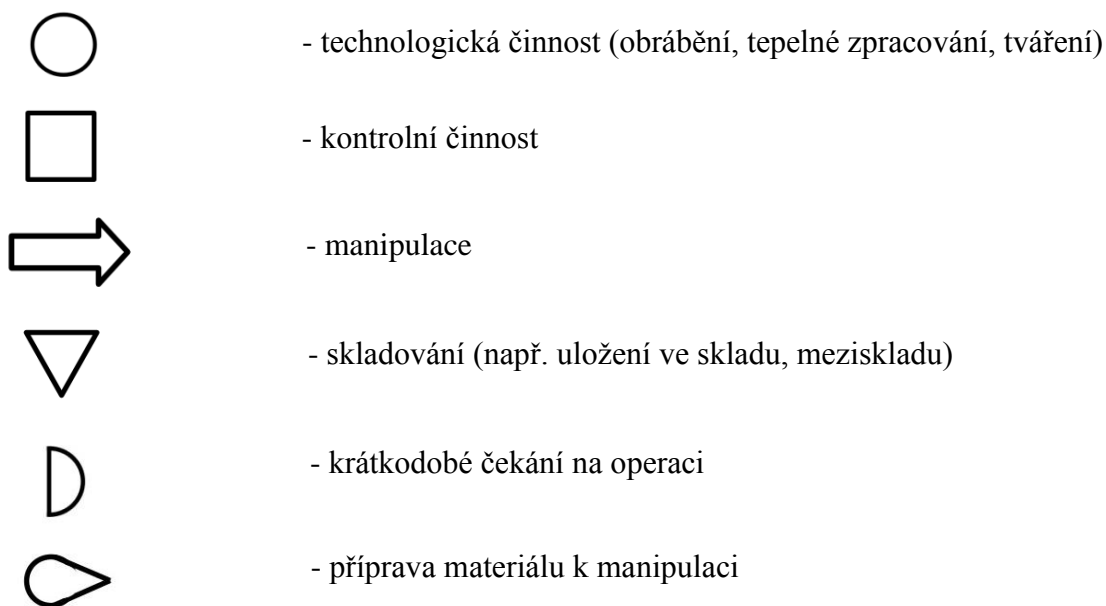 - technologická činnost (obrábění, tepelné zpracování, tváření)
- kontrolní činnost
- manipulace
- skladování (např. uložení ve skladu, meziskladu)
- krátkodobé čekání na operaci
- příprava materiálu k manipulaci